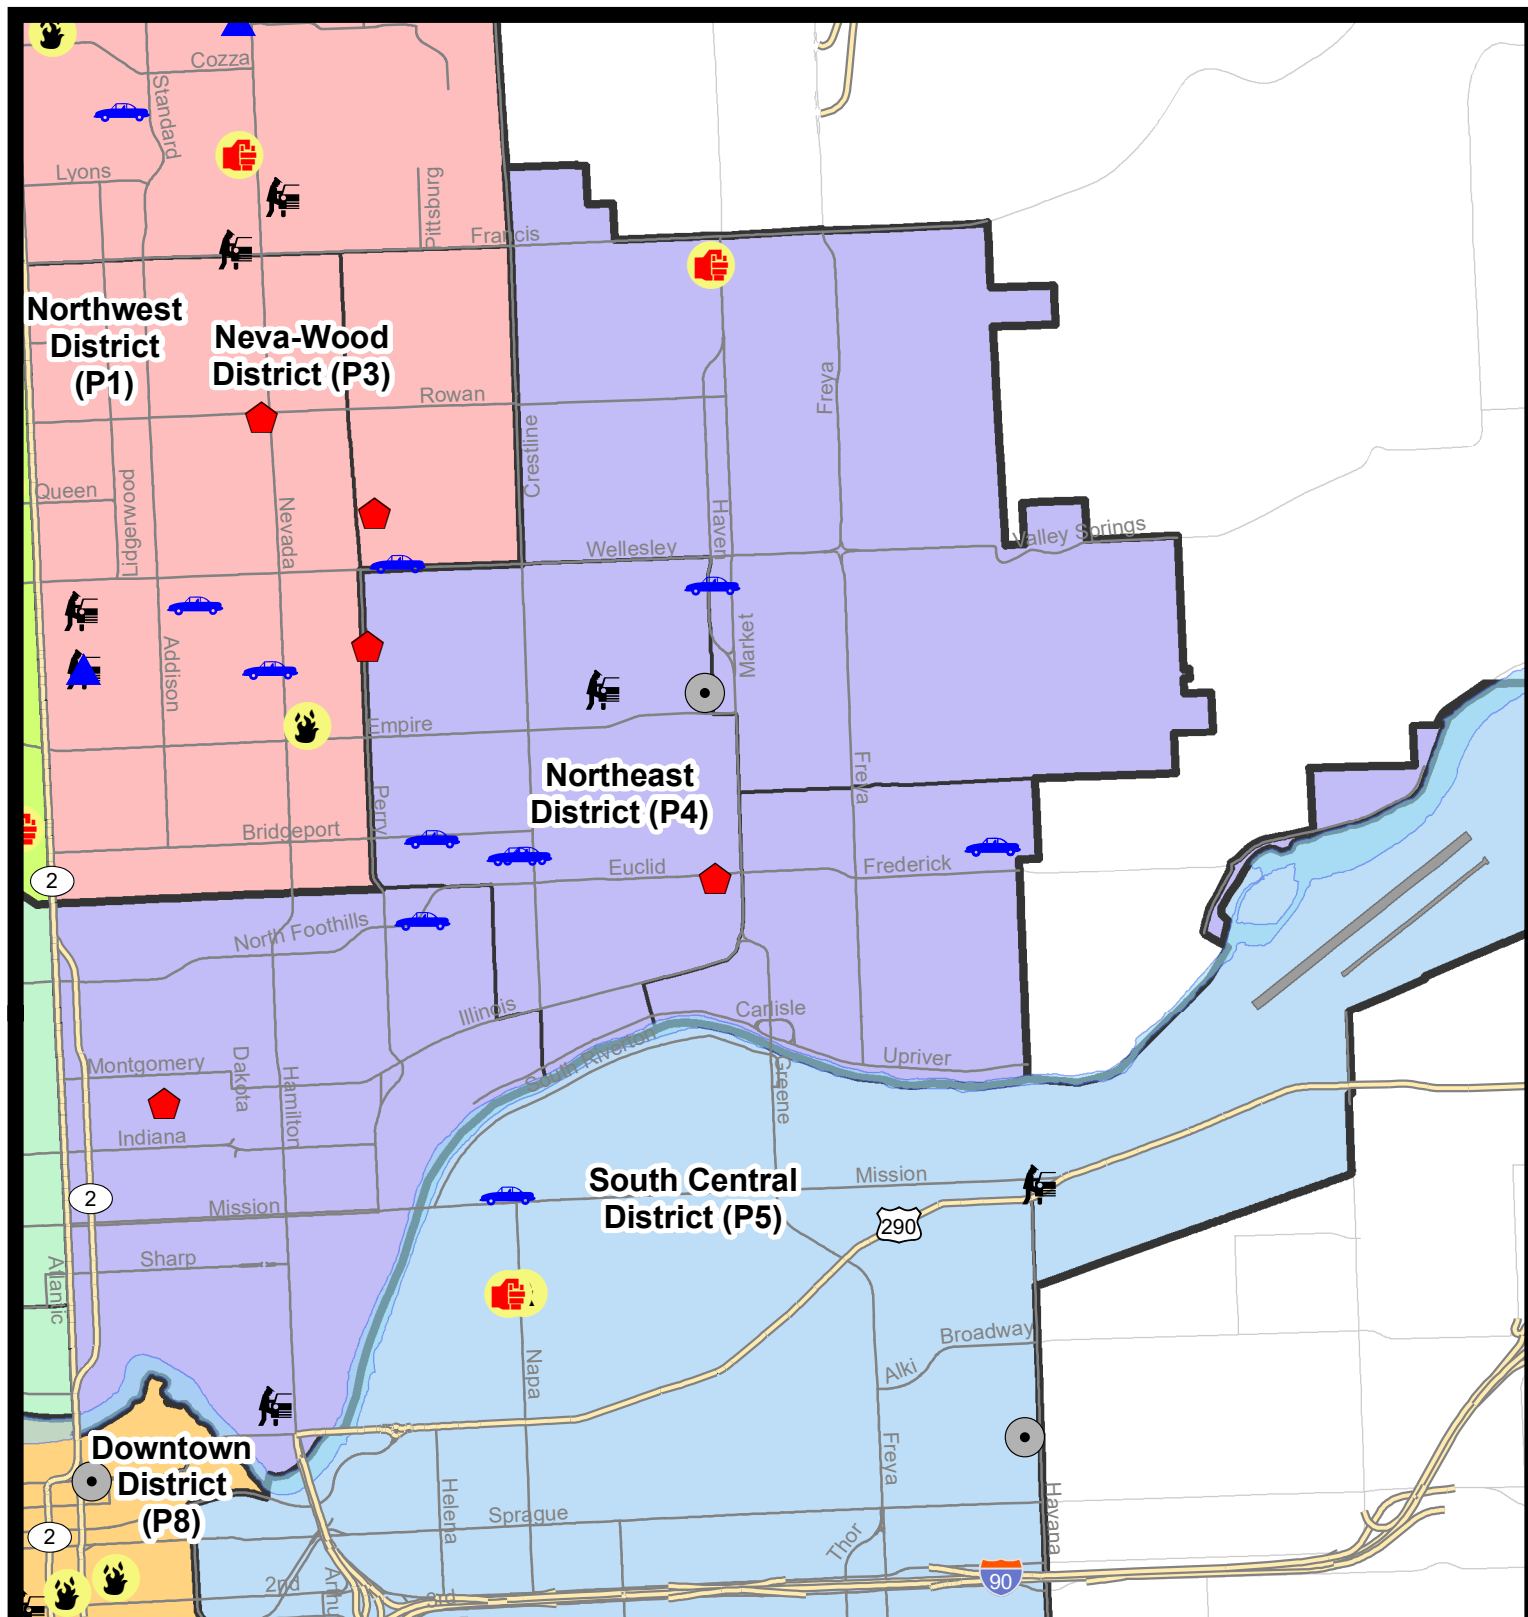 Cozza
Standard
Lyons
Pittsburg
Francis
Northwest
District
(P1)
Neva-Wood
District (P3)
Rowan
Crestline
Freya
Queen
Lidgerwood
Nevada
Haven
Wellesley
Valley Springs
Addison
Market
Empire
Northeast
District (P4)
Freya
Perry
Bridgeport
Euclid
Frederick
2
North Foothills
Illinois
Carlisle
South Riverton
Upriver
Montgomery
Dakota
Hamilton
Greene
Indiana
South Central
District (P5)
Mission
2
Mission
290
Sharp
Atlantic
Broadway
Napa
Alki
Downtown
District
(P8)
Freya
Helena
Sprague
Havana
2
Thor
2nd
3rd
90